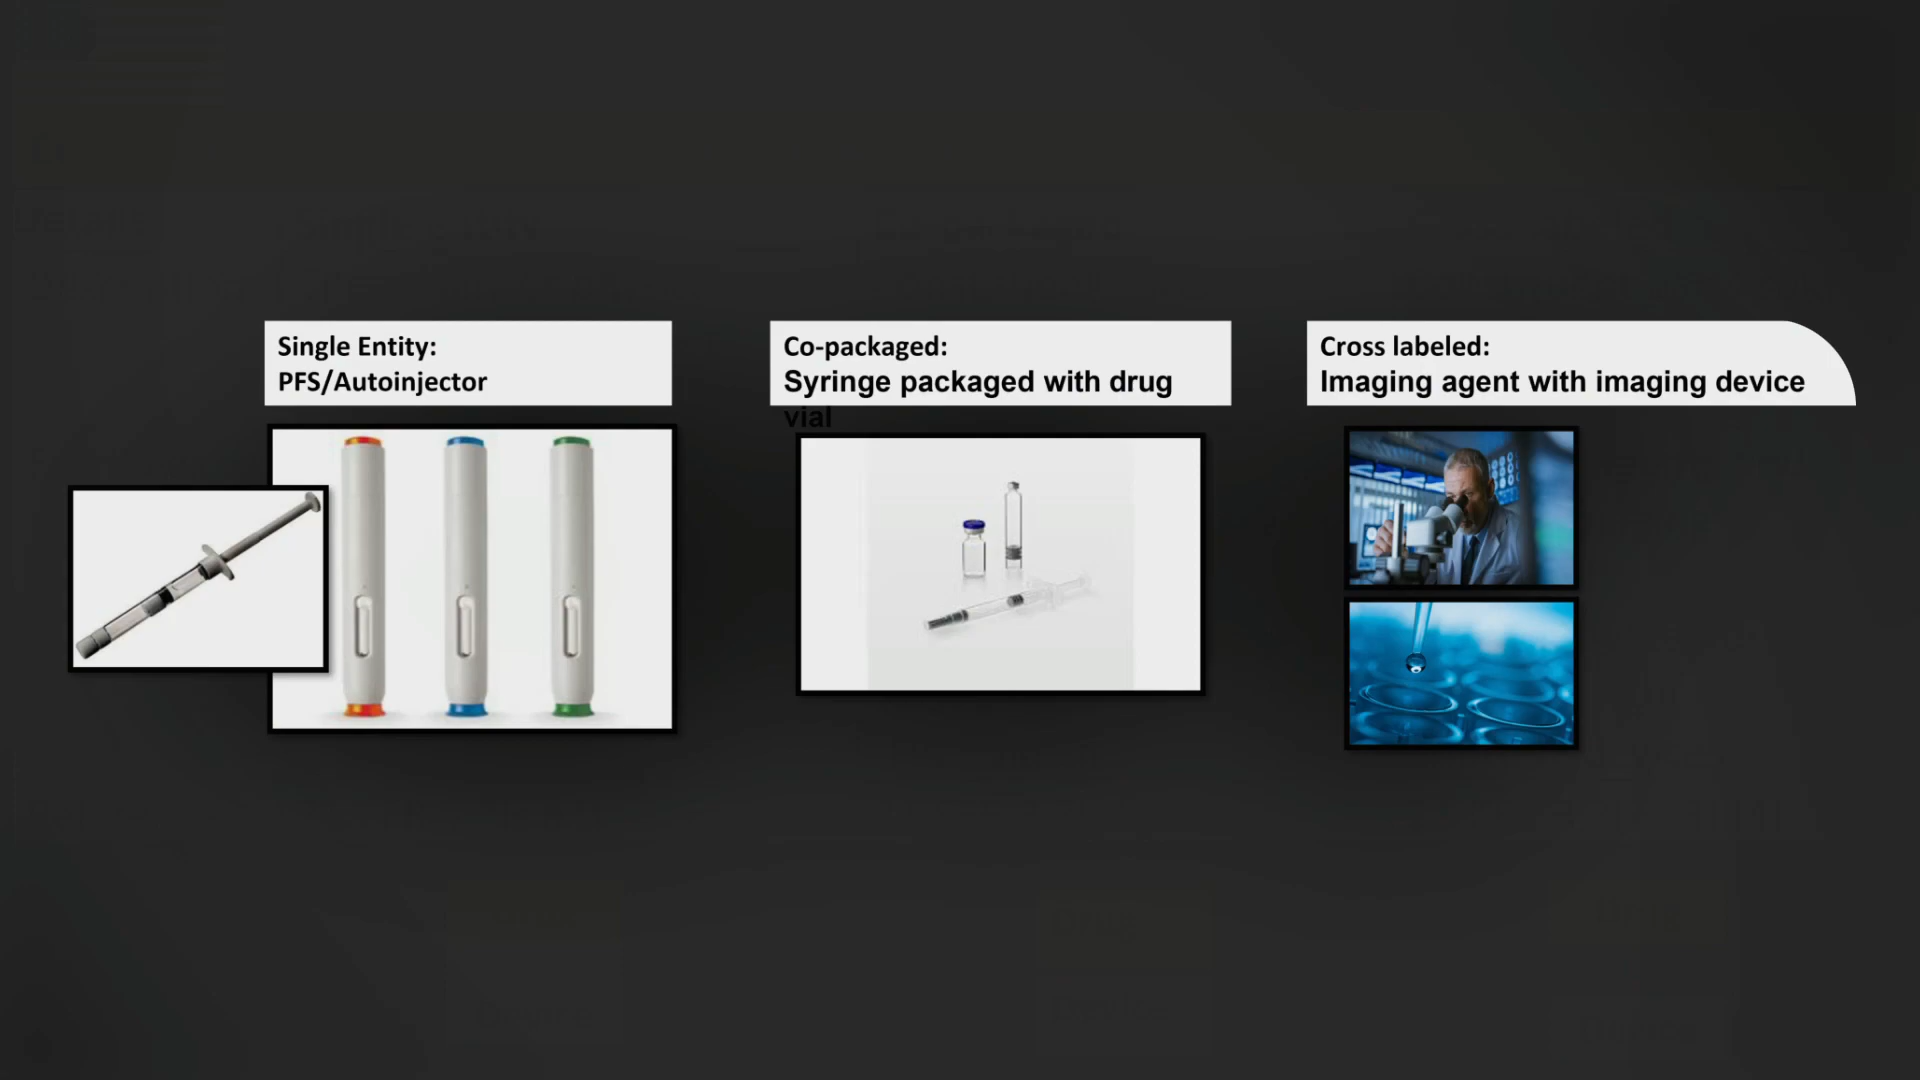 Single Entity:
PFS/Autoinjector
Co-packaged:
Syringe packaged with drug
vial
Cross labeled:
Imaging agent with imaging device